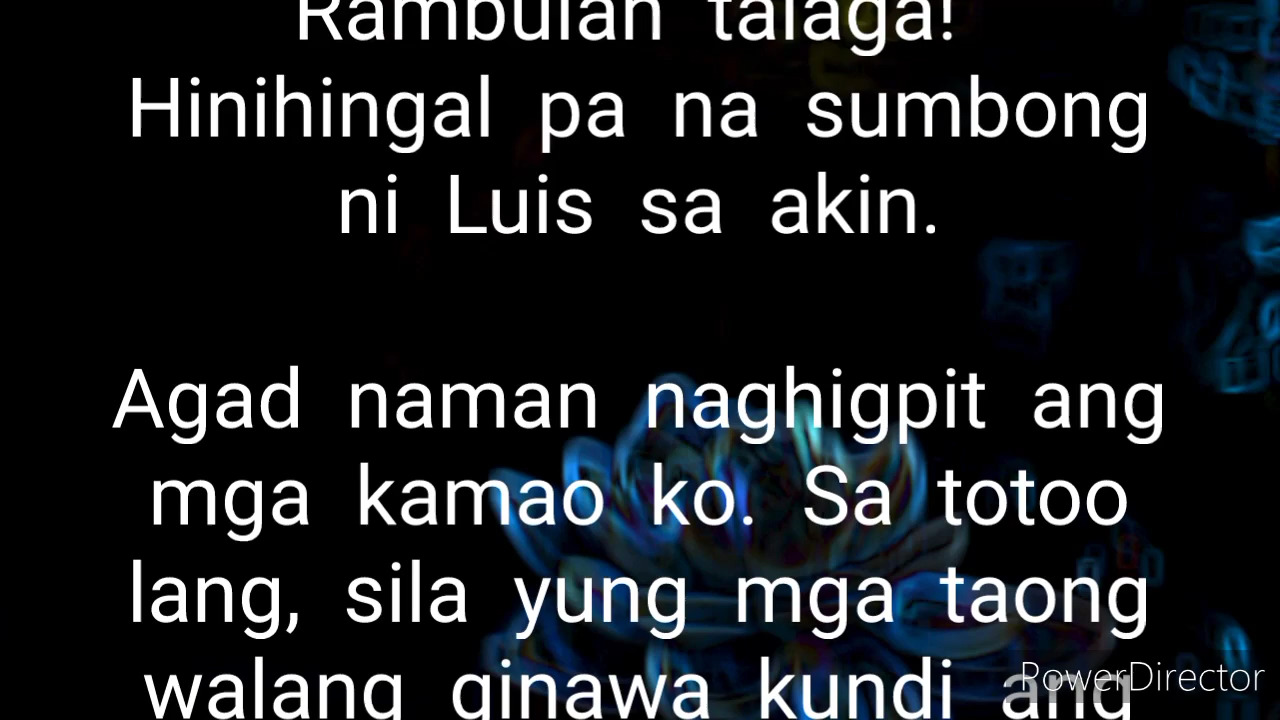 Rambulan talaga!
Hinihingal pa na sumbong
ni Luis sa akin.
Agad naman naghigpit ang
mga kamao ko. Sa totoo
lang, sila yung mga taong
walang ginawa kundi ang
PowerDirector